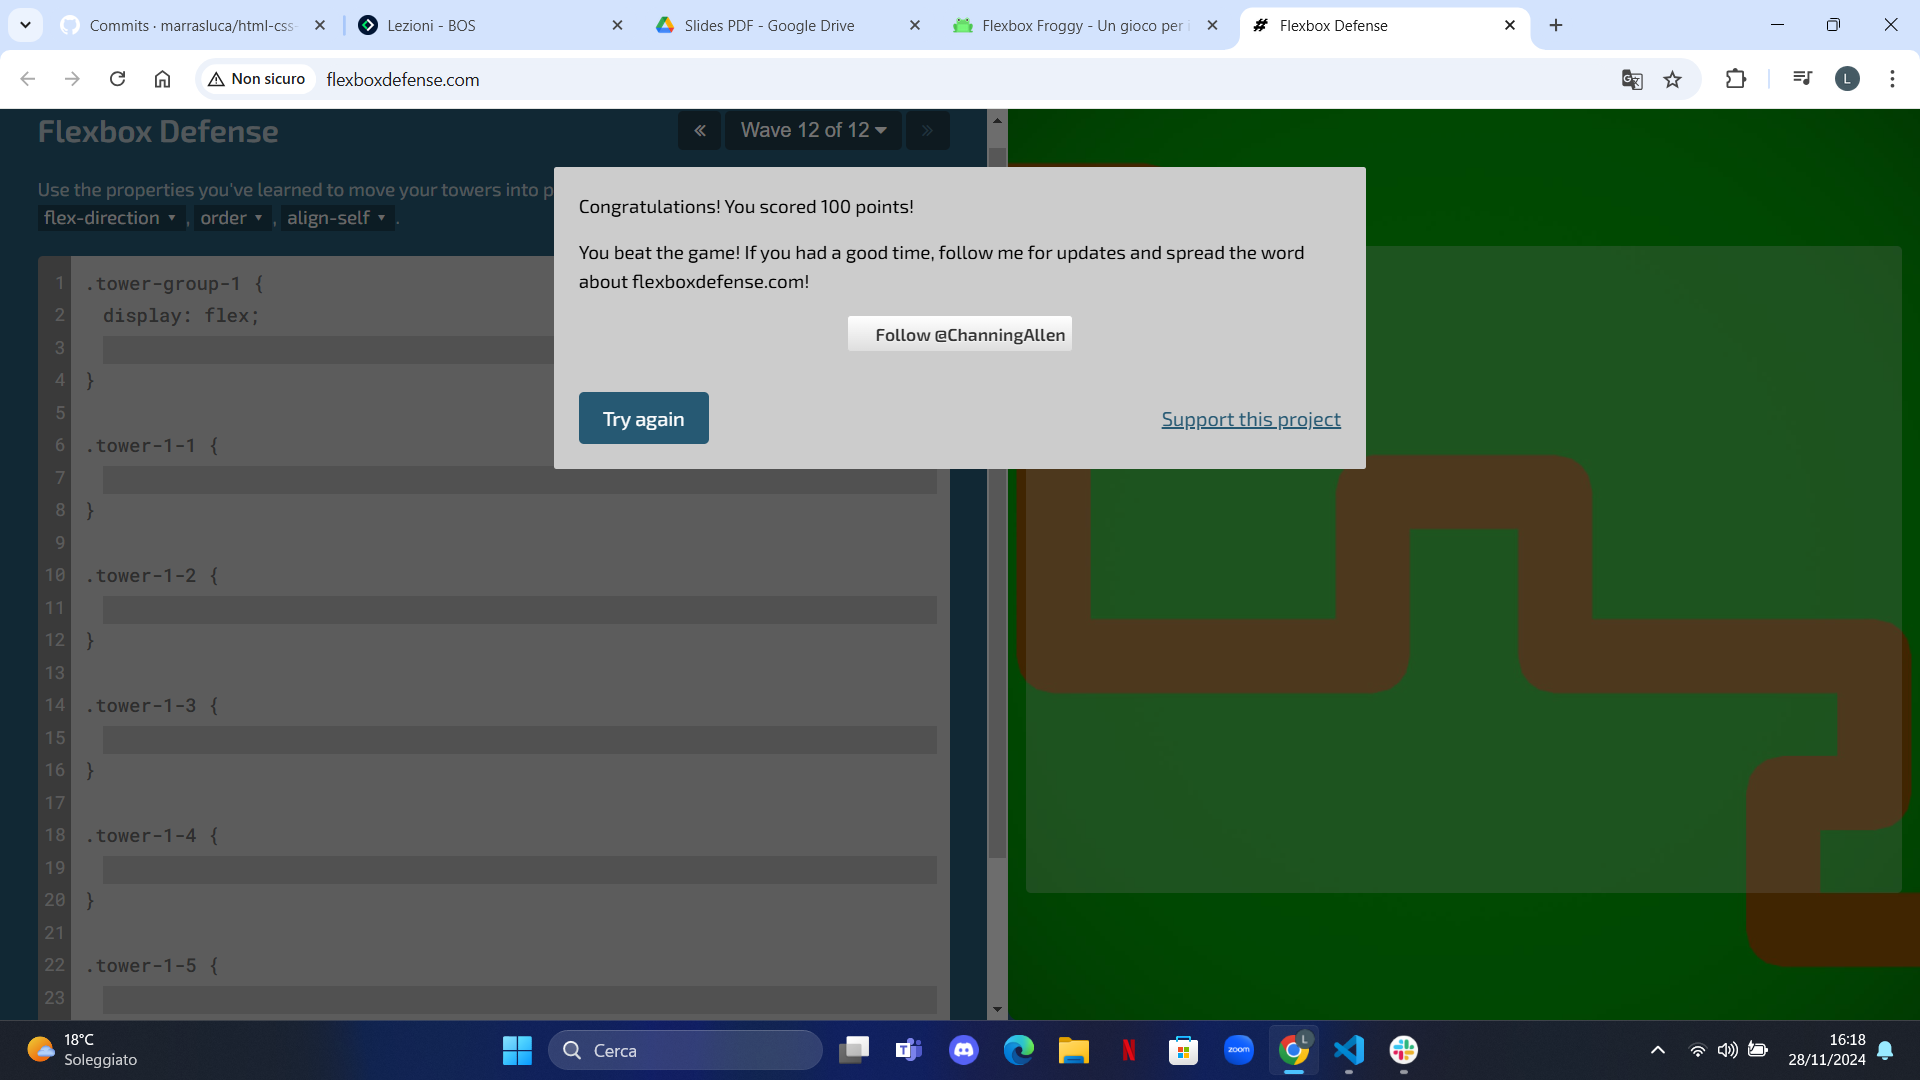 Commits · marrasluca/html-css-
Lezioni - BOS
Slides PDF - Google Drive
Flexbox Froggy - Un gioco per i
Flexbox Defense
Non sicuro
flexboxdefense.com
L
Flexbox Defense
«
Wave 12 of 12
»
Use the properties you've learned to move your towers into p
flex-direction ▼ , order ▼ , align-self ▼ .
Congratulations! You scored 100 points!
You beat the game! If you had a good time, follow me for updates and spread the word
about flexboxdefense.com!
Follow @ChanningAllen
Try again
Support this project
1 .tower-group-1 {
2 display: flex;
3
4 }
5
6 .tower-1-1 {
7
8 }
9
10 .tower-1-2 {
11
12 }
13
14 .tower-1-3 {
15
16 }
17
18 .tower-1-4 {
19
20 }
21
22 .tower-1-5 {
23
18°C
Soleggiato
Cerca
zoom
L
16:18
28/11/2024